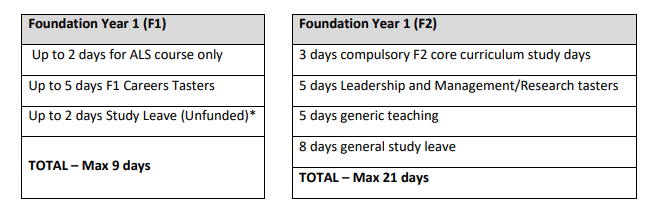 Foundation Year 1 (F1)
Up to 2 days for ALS course only
Up to 5 days F1 Careers Tasters
Up to 2 days Study Leave (Unfunded)*
TOTAL – Max 9 days
Foundation Year 1 (F2)
3 days compulsory F2 core curriculum study days
5 days Leadership and Management/Research tasters
5 days generic teaching
8 days general study leave
TOTAL – Max 21 days